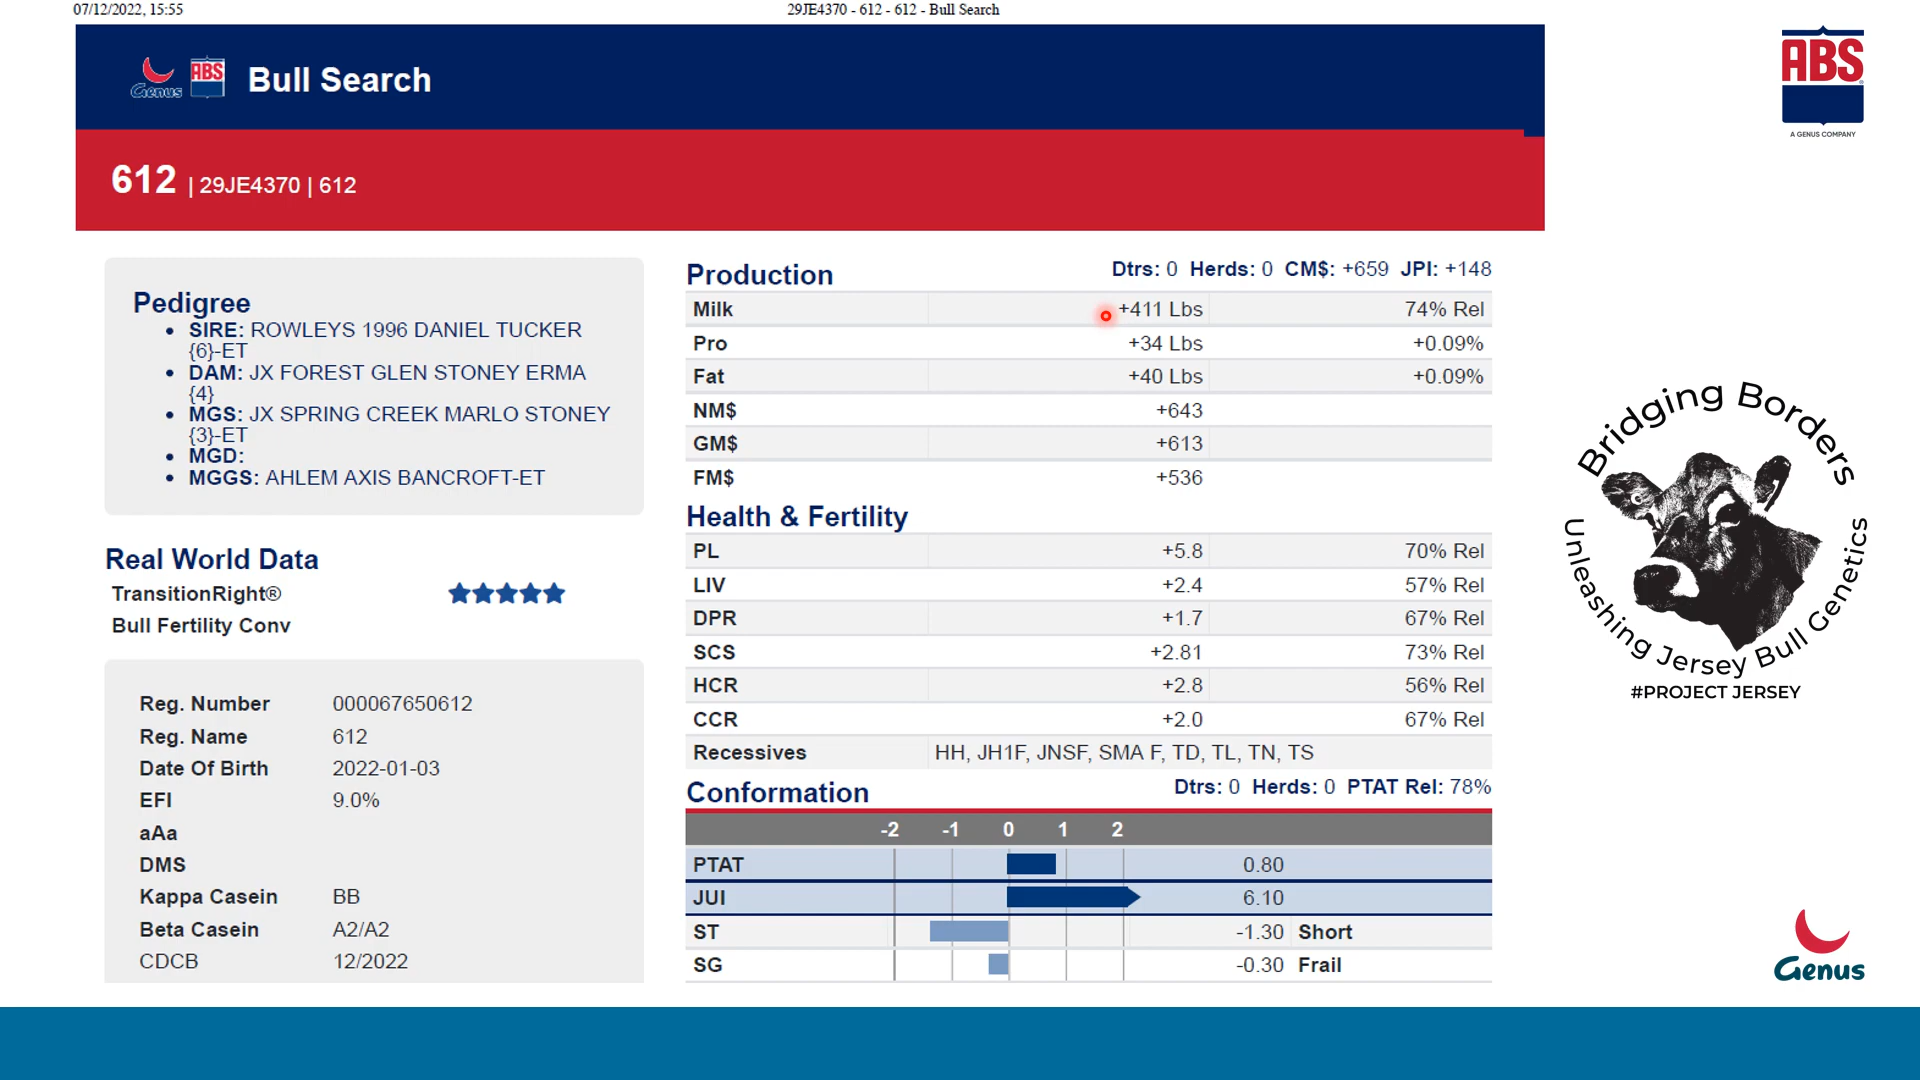 07/12/2022, 15:55
29JE4370 - 612 - 612 - Bull Search
Genus ABS Bull Search
612 | 29JE4370 | 612
ABS
A GENUS COMPANY
Pedigree
• SIRE: ROWLEYS 1996 DANIEL TUCKER
{6}-ET
• DAM: JX FOREST GLEN STONEY ERMA
{4}
• MGS: JX SPRING CREEK MARLO STONEY
{3}-ET
• MGD:
• MGGS: AHLEM AXIS BANCROFT-ET
Real World Data
TransitionRight®
Bull Fertility Conv
Reg. Number 000067650612
Reg. Name 612
Date Of Birth 2022-01-03
EFI 9.0%
aAa
DMS
Kappa Casein BB
Beta Casein A2/A2
CDCB 12/2022
Production Dtrs: 0 Herds: 0 CM$: +659 JPI: +148
Milk +411 Lbs 74% Rel
Pro +34 Lbs +0.09%
Fat +40 Lbs +0.09%
NM$ +643
GM$ +613
FM$ +536
Health & Fertility
PL +5.8 70% Rel
LIV +2.4 57% Rel
DPR +1.7 67% Rel
SCS +2.81 73% Rel
HCR +2.8 56% Rel
CCR +2.0 67% Rel
Recessives HH, JH1F, JNSF, SMA F, TD, TL, TN, TS
Conformation Dtrs: 0 Herds: 0 PTAT Rel: 78%
-2 -1 0 1 2
PTAT 0.80
JUI 6.10
ST -1.30 Short
SG -0.30 Frail
Bridging Borders
Unleashing Jersey Bull Genetics
#PROJECT JERSEY
Genus